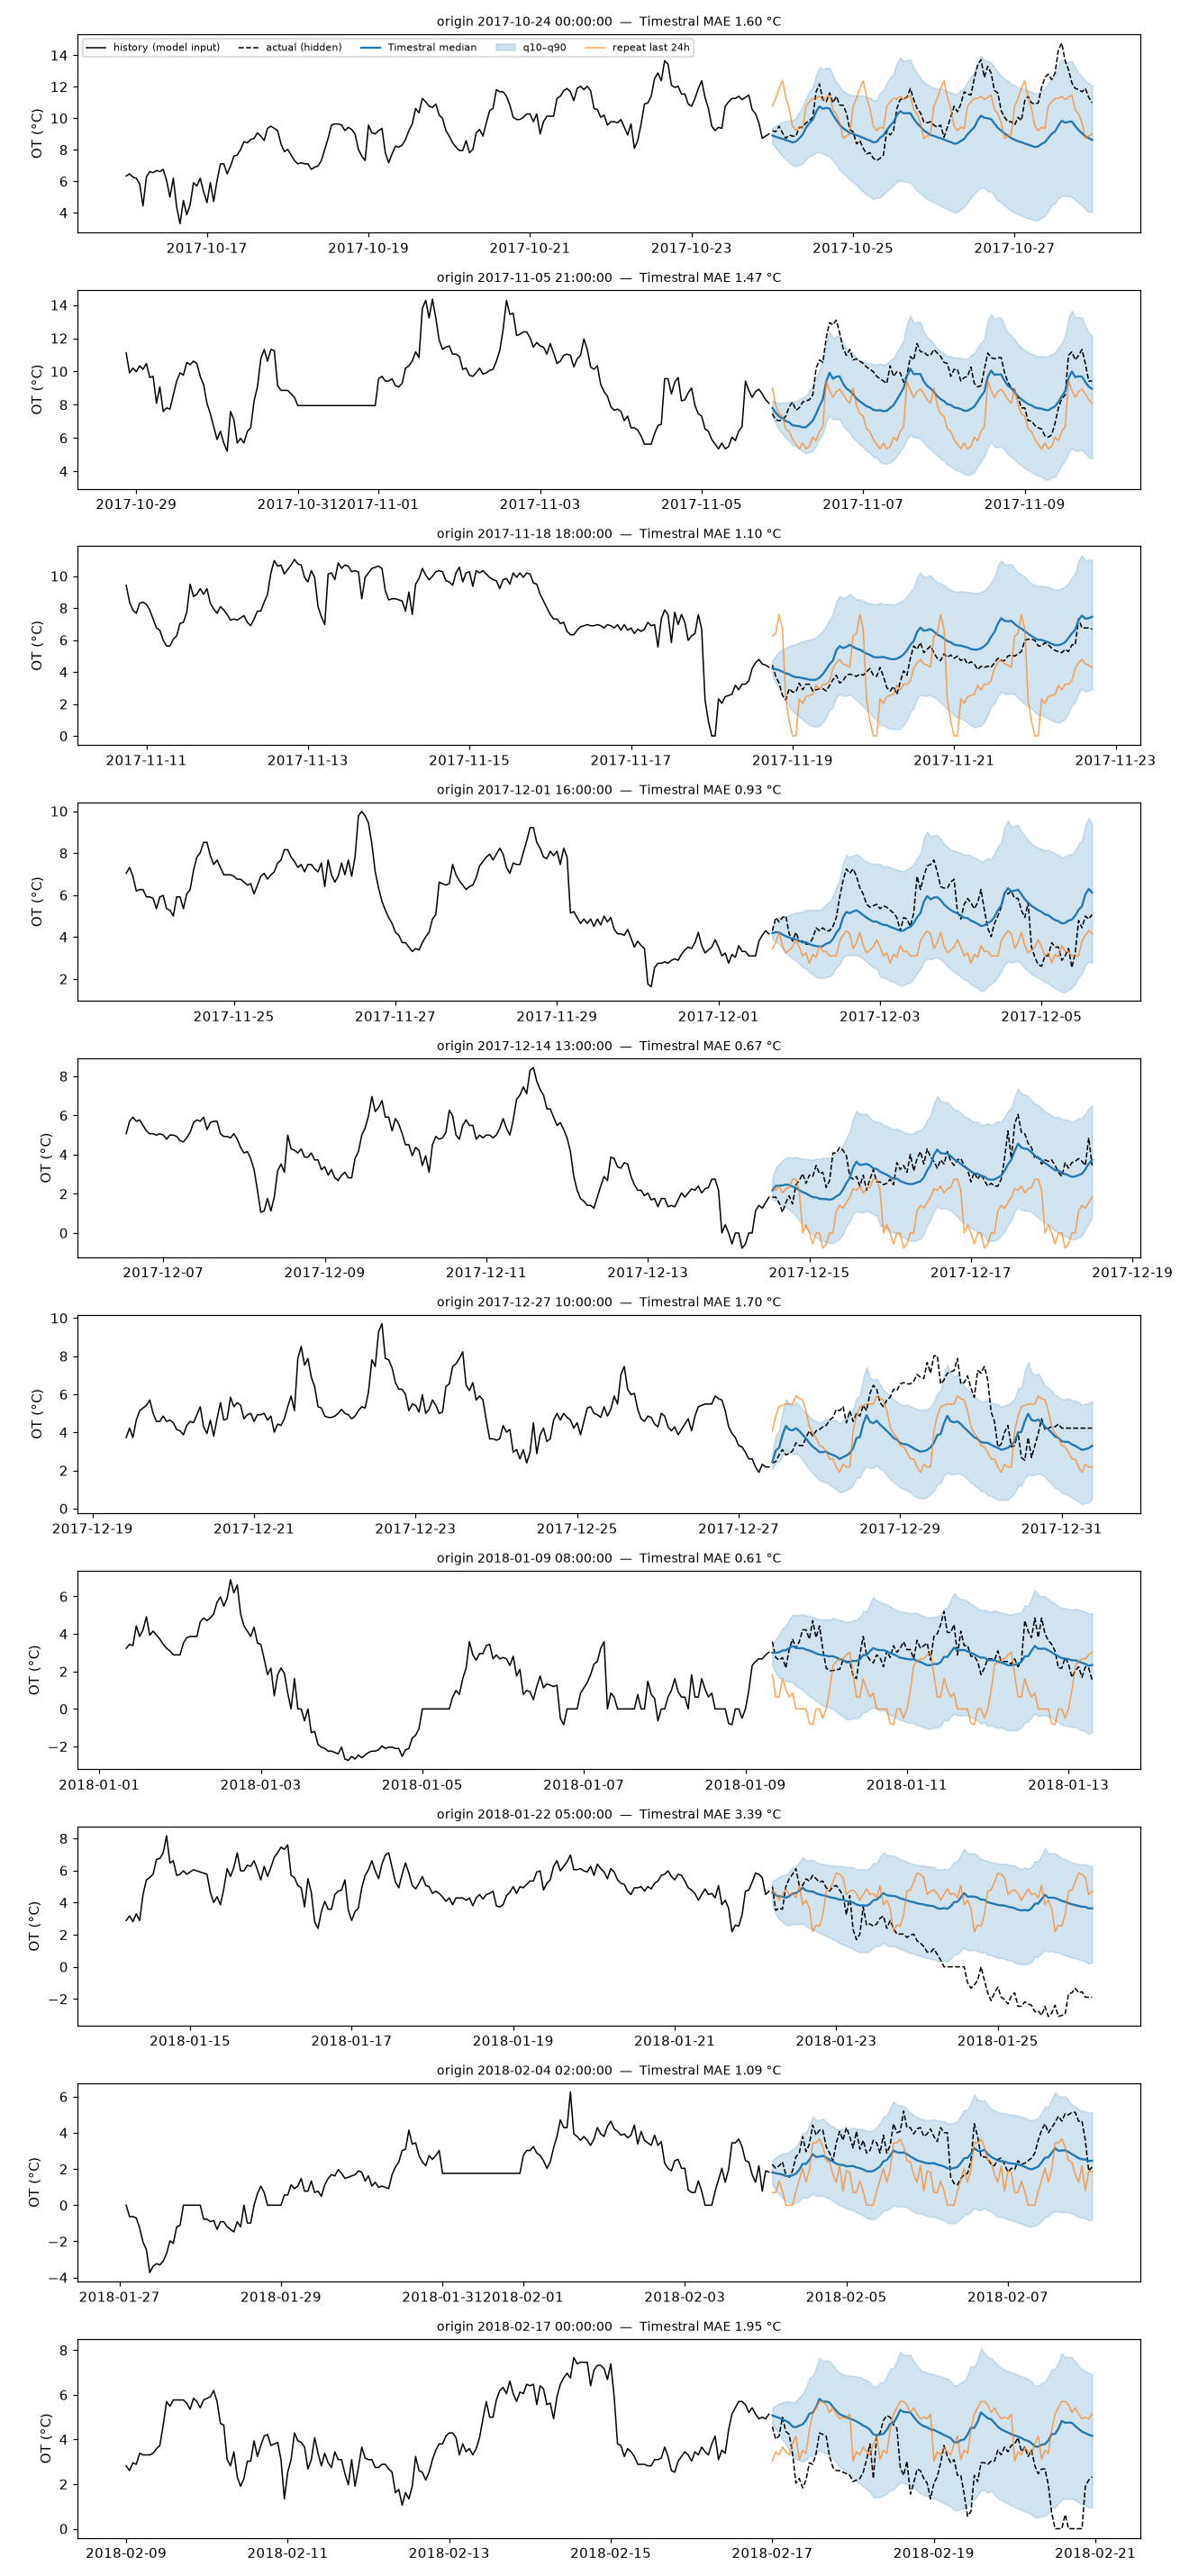 origin 2017-10-24 00:00:00 — Timestral MAE 1.60 °C
history (model input) actual (hidden) Timestral median q10–q90 repeat last 24h
OT (°C)
14
12
10
8
6
4
2017-10-17 2017-10-19 2017-10-21 2017-10-23 2017-10-25 2017-10-27
origin 2017-11-05 21:00:00 — Timestral MAE 1.47 °C
OT (°C)
14
12
10
8
6
4
2017-10-29 2017-10-312017-11-01 2017-11-03 2017-11-05 2017-11-07 2017-11-09
origin 2017-11-18 18:00:00 — Timestral MAE 1.10 °C
OT (°C)
10
8
6
4
2
0
2017-11-11 2017-11-13 2017-11-15 2017-11-17 2017-11-19 2017-11-21 2017-11-23
origin 2017-12-01 16:00:00 — Timestral MAE 0.93 °C
OT (°C)
10
8
6
4
2
2017-11-25 2017-11-27 2017-11-29 2017-12-01 2017-12-03 2017-12-05
origin 2017-12-14 13:00:00 — Timestral MAE 0.67 °C
OT (°C)
8
6
4
2
0
2017-12-07 2017-12-09 2017-12-11 2017-12-13 2017-12-15 2017-12-17 2017-12-19
origin 2017-12-27 10:00:00 — Timestral MAE 1.70 °C
OT (°C)
10
8
6
4
2
0
2017-12-19 2017-12-21 2017-12-23 2017-12-25 2017-12-27 2017-12-29 2017-12-31
origin 2018-01-09 08:00:00 — Timestral MAE 0.61 °C
OT (°C)
6
4
2
0
−2
2018-01-01 2018-01-03 2018-01-05 2018-01-07 2018-01-09 2018-01-11 2018-01-13
origin 2018-01-22 05:00:00 — Timestral MAE 3.39 °C
OT (°C)
8
6
4
2
0
−2
2018-01-15 2018-01-17 2018-01-19 2018-01-21 2018-01-23 2018-01-25
origin 2018-02-04 02:00:00 — Timestral MAE 1.09 °C
OT (°C)
6
4
2
0
−2
−4
2018-01-27 2018-01-29 2018-01-312018-02-01 2018-02-03 2018-02-05 2018-02-07
origin 2018-02-17 00:00:00 — Timestral MAE 1.95 °C
OT (°C)
8
6
4
2
0
2018-02-09 2018-02-11 2018-02-13 2018-02-15 2018-02-17 2018-02-19 2018-02-21